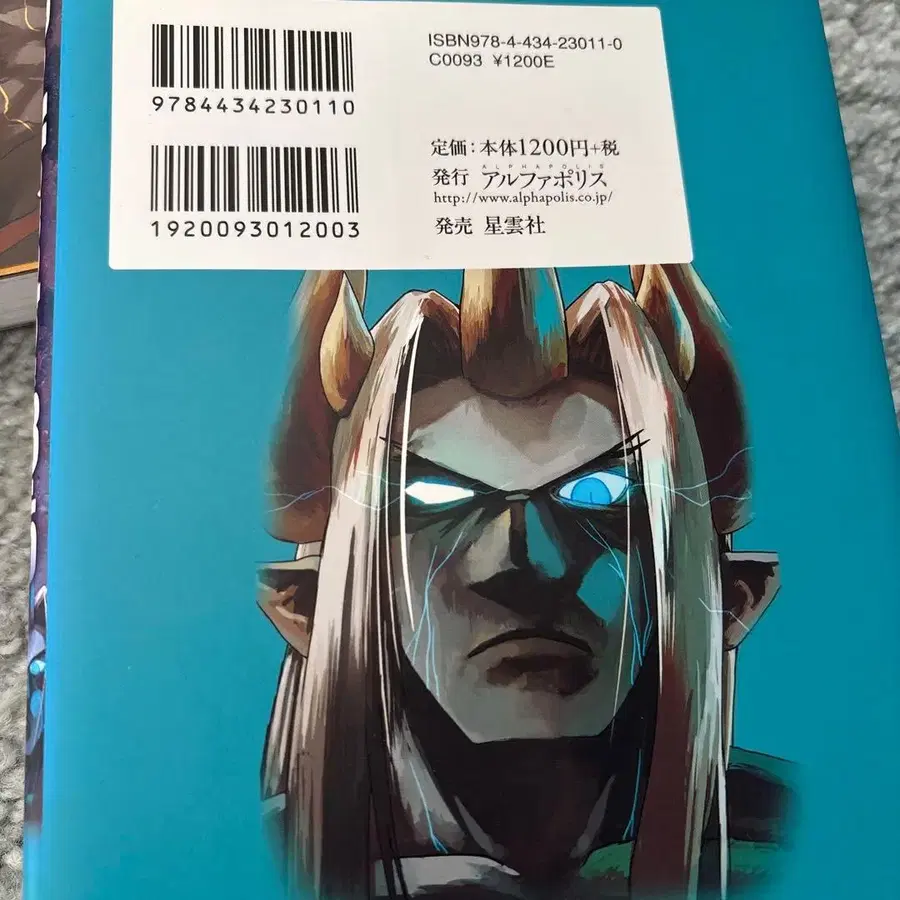 ISBN978-4-434-23011-0
C0093 ¥1200E
9784434230110
定価：本体1200円+税
ALPHAPOLIS
発行 アルファポリス
http://www.alphapolis.co.jp/
1920093012003
発売 星雲社